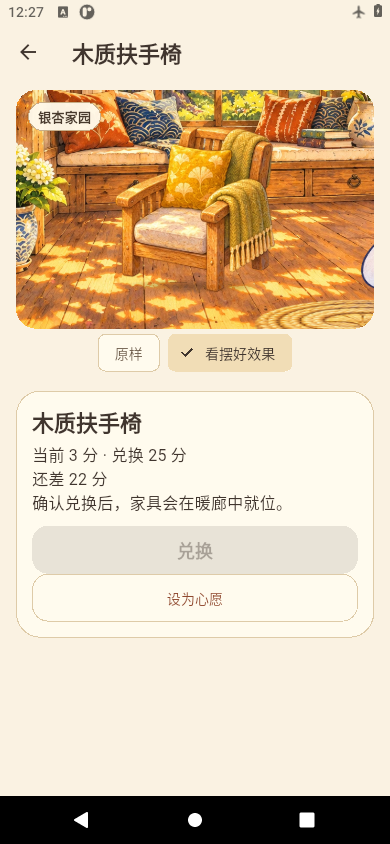 12:27
木质扶手椅
银杏家园
原样
看摆好效果
木质扶手椅
当前 3 分 · 兑换 25 分
还差 22 分
确认兑换后，家具会在暖廊中就位。
兑换
设为心愿